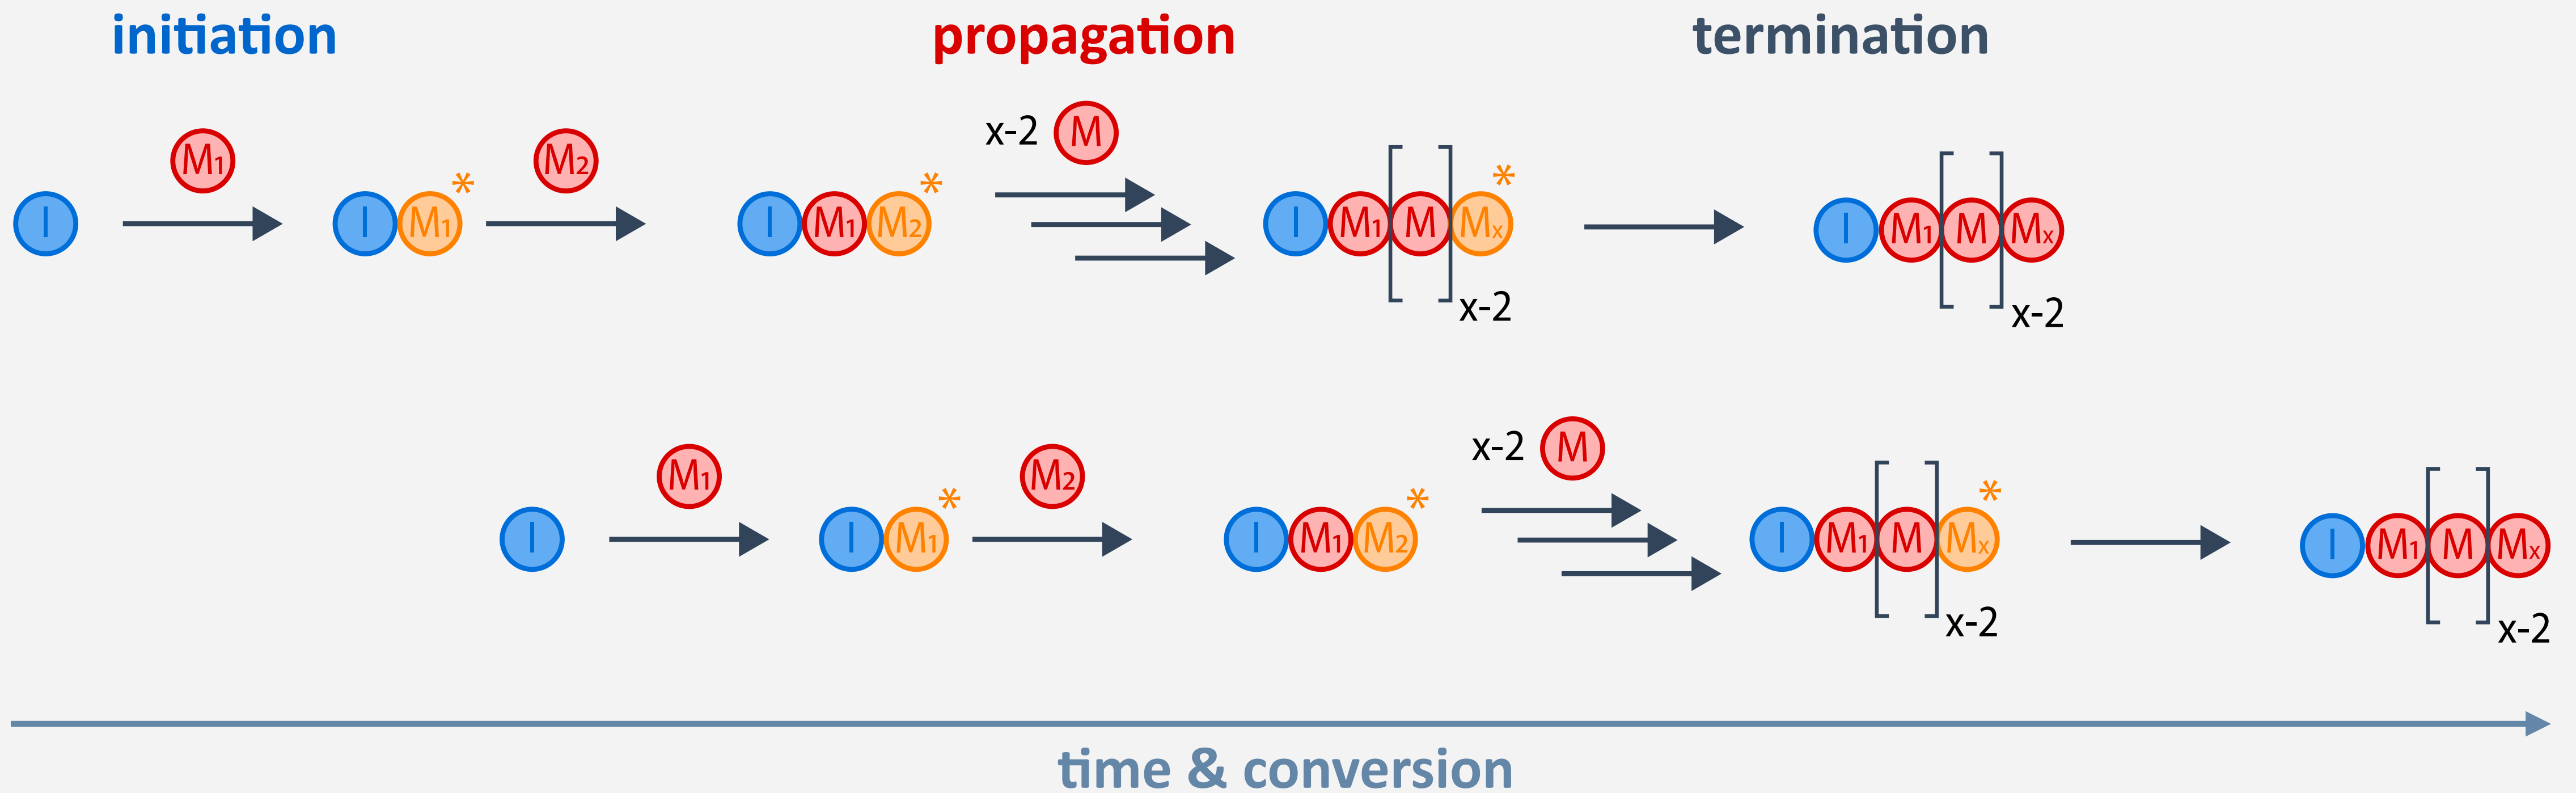 initiation propagation termination
x-2 M
M1 M2
I I M1 * I M1 M2 * I M1 [M] Mx * I M1 [M] Mx
x-2 x-2
x-2 M
M1 M2
I I M1 * I M1 M2 * I M1 [M] Mx * I M1 [M] Mx
x-2 x-2
time & conversion